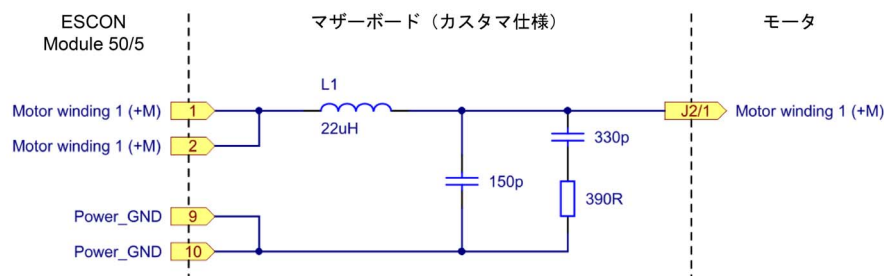 ESCON
Module 50/5
マザーボード（カスタマ仕様）
モータ
L1
Motor winding 1 (+M)
1
22uH
J2/1
Motor winding 1 (+M)
Motor winding 1 (+M)
2
330p
150p
390R
Power_GND
9
Power_GND
10